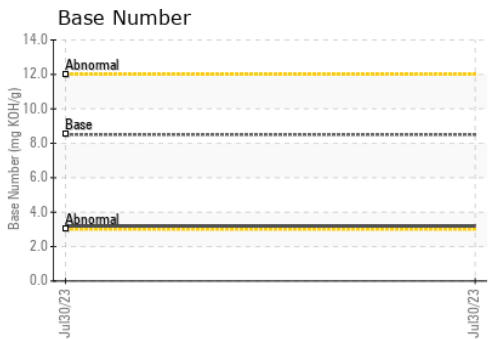 Base Number
14.0
Abnormal
12.0
10.0
Base
8.0
6.0
4.0
Abnormal
2.0
0.0
Base Number (mg KOH/g)
Jul30/23
Jul30/23